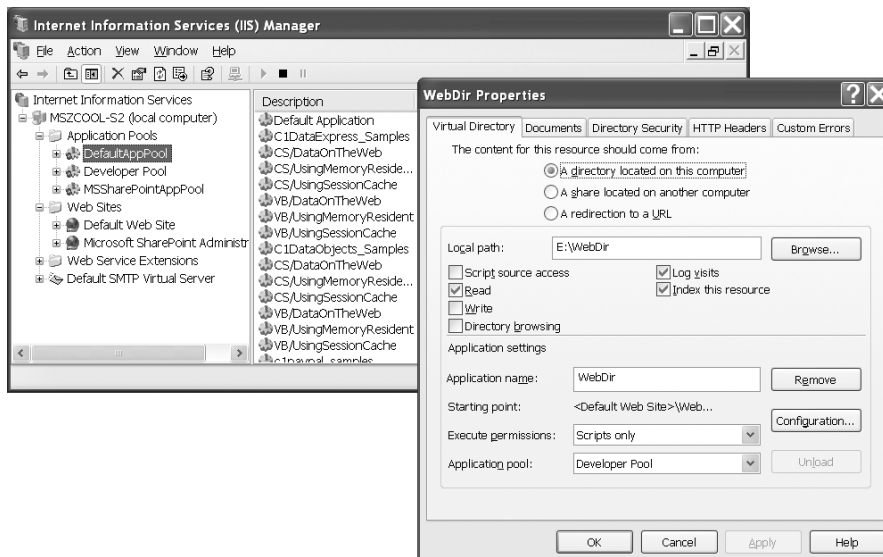 Internet Information Services (IIS) Manager
File Action View Window Help
Internet Information Services
MSZCOOL-S2 (local computer)
Application Pools
DefaultAppPool
Developer Pool
MSSharePointAppPool
Web Sites
Default Web Site
Microsoft SharePoint Administr
Web Service Extensions
Default SMTP Virtual Server
Description
Default Application
C1DataExpress_Samples
CS/DataOnTheWeb
CS/UsingMemoryReside...
CS/UsingSessionCache
VB/DataOnTheWeb
VB/UsingMemoryResident
VB/UsingSessionCache
C1DataObjects_Samples
CS/DataOnTheWeb
CS/UsingMemoryReside...
CS/UsingSessionCache
VB/DataOnTheWeb
VB/UsingMemoryResident
VB/UsingSessionCache
c1paypal_samples
WebDir Properties
Virtual Directory Documents Directory Security HTTP Headers Custom Errors
The content for this resource should come from:
A directory located on this computer
A share located on another computer
A redirection to a URL
Local path: E:\WebDir Browse...
Script source access Log visits
Read Index this resource
Write
Directory browsing
Application settings
Application name: WebDir Remove
Starting point: <Default Web Site>\Web...
Configuration...
Execute permissions: Scripts only
Application pool: Developer Pool Unload
OK Cancel Apply Help